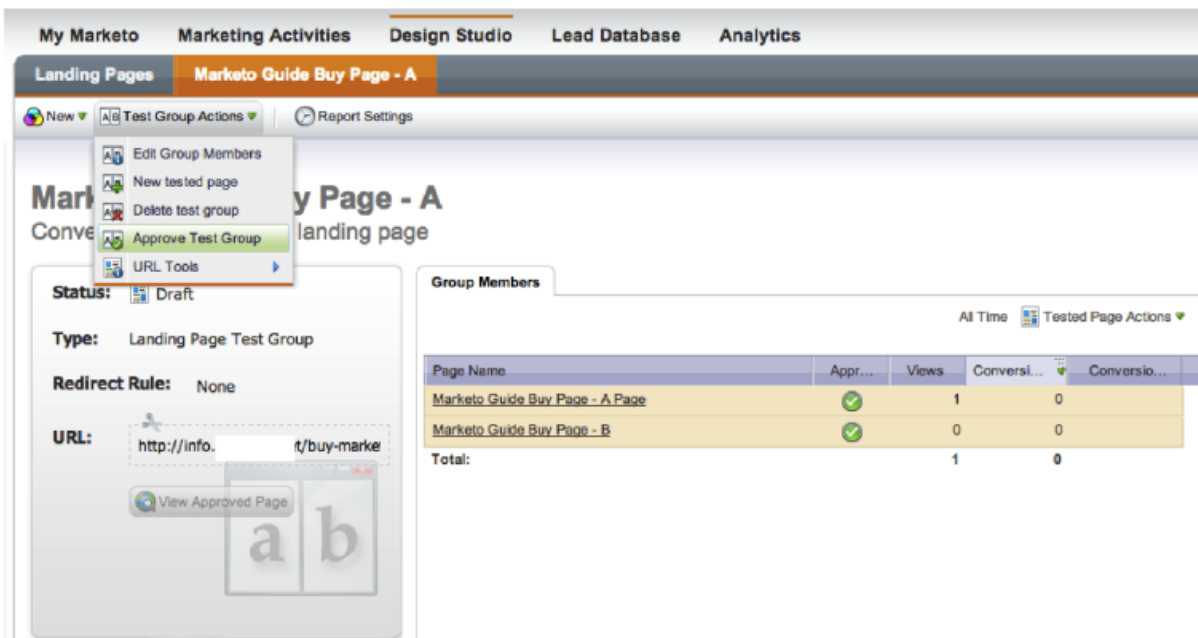 My Marketo Marketing Activities Design Studio Lead Database Analytics
Landing Pages Marketo Guide Buy Page - A
New Test Group Actions Report Settings
Edit Group Members
New tested page
Delete test group
Approve Test Group
URL Tools
Mark y Page - A
Conve landing page
Status: Draft
Type: Landing Page Test Group
Redirect Rule: None
URL: http://info. t/buy-marke
View Approved Page
a b
Group Members
All Time Tested Page Actions
Page Name Appr... Views Conversi... Conversio...
Marketo Guide Buy Page - A Page 1 0
Marketo Guide Buy Page - B 0 0
Total: 1 0